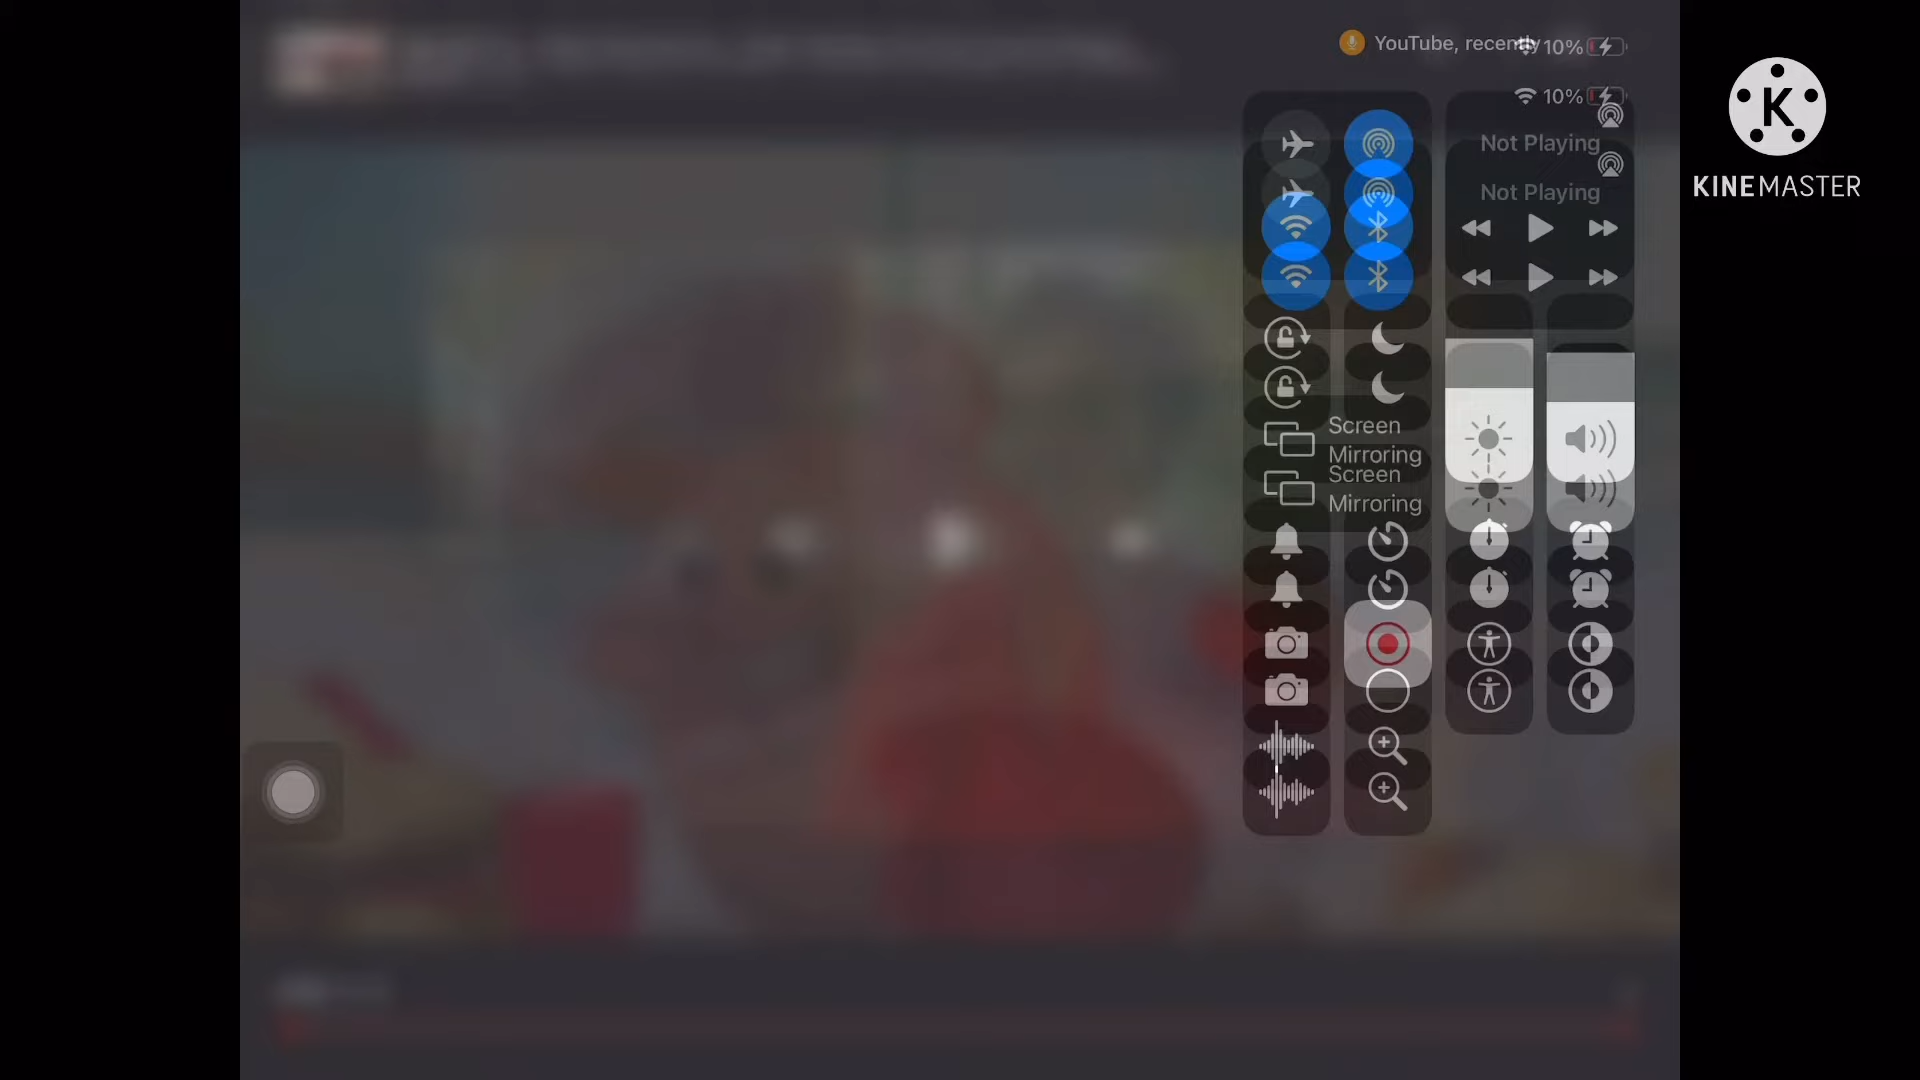 YouTube, recently 10%
10%
K
KINEMASTER
Not Playing
Not Playing
Screen
Mirroring
Screen
Mirroring